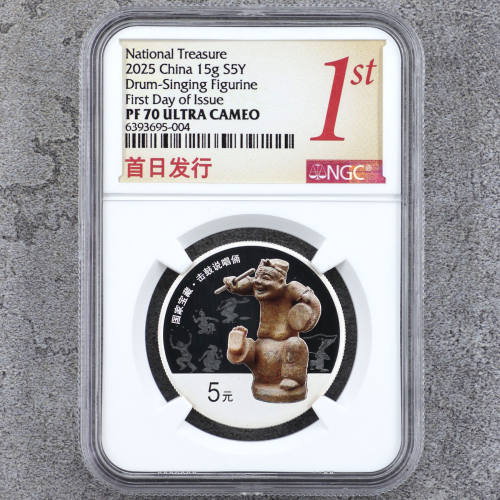 National Treasure
2025 China 15g S5Y
Drum-Singing Figurine
First Day of Issue
PF 70 ULTRA CAMEO
6393695-004
首日发行
1st
NGC
国家宝藏·击鼓说唱俑
5元